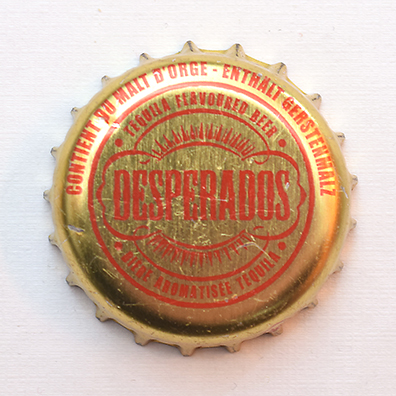 CONTIENT DU MALT D'ORGE - ENTHÄLT GERSTENMALZ
• TEQUILA FLAVOURED BEER •
DESPERADOS
BIÈRE AROMATISÉE TEQUILA